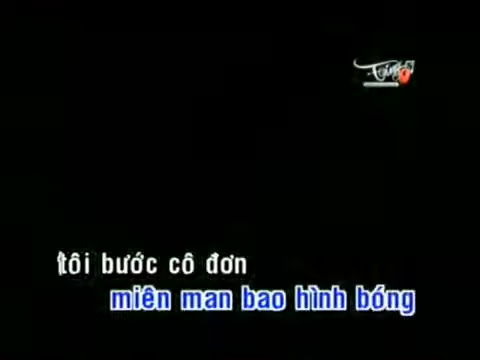 tôi bước cô đơn
miên man bao hình bóng